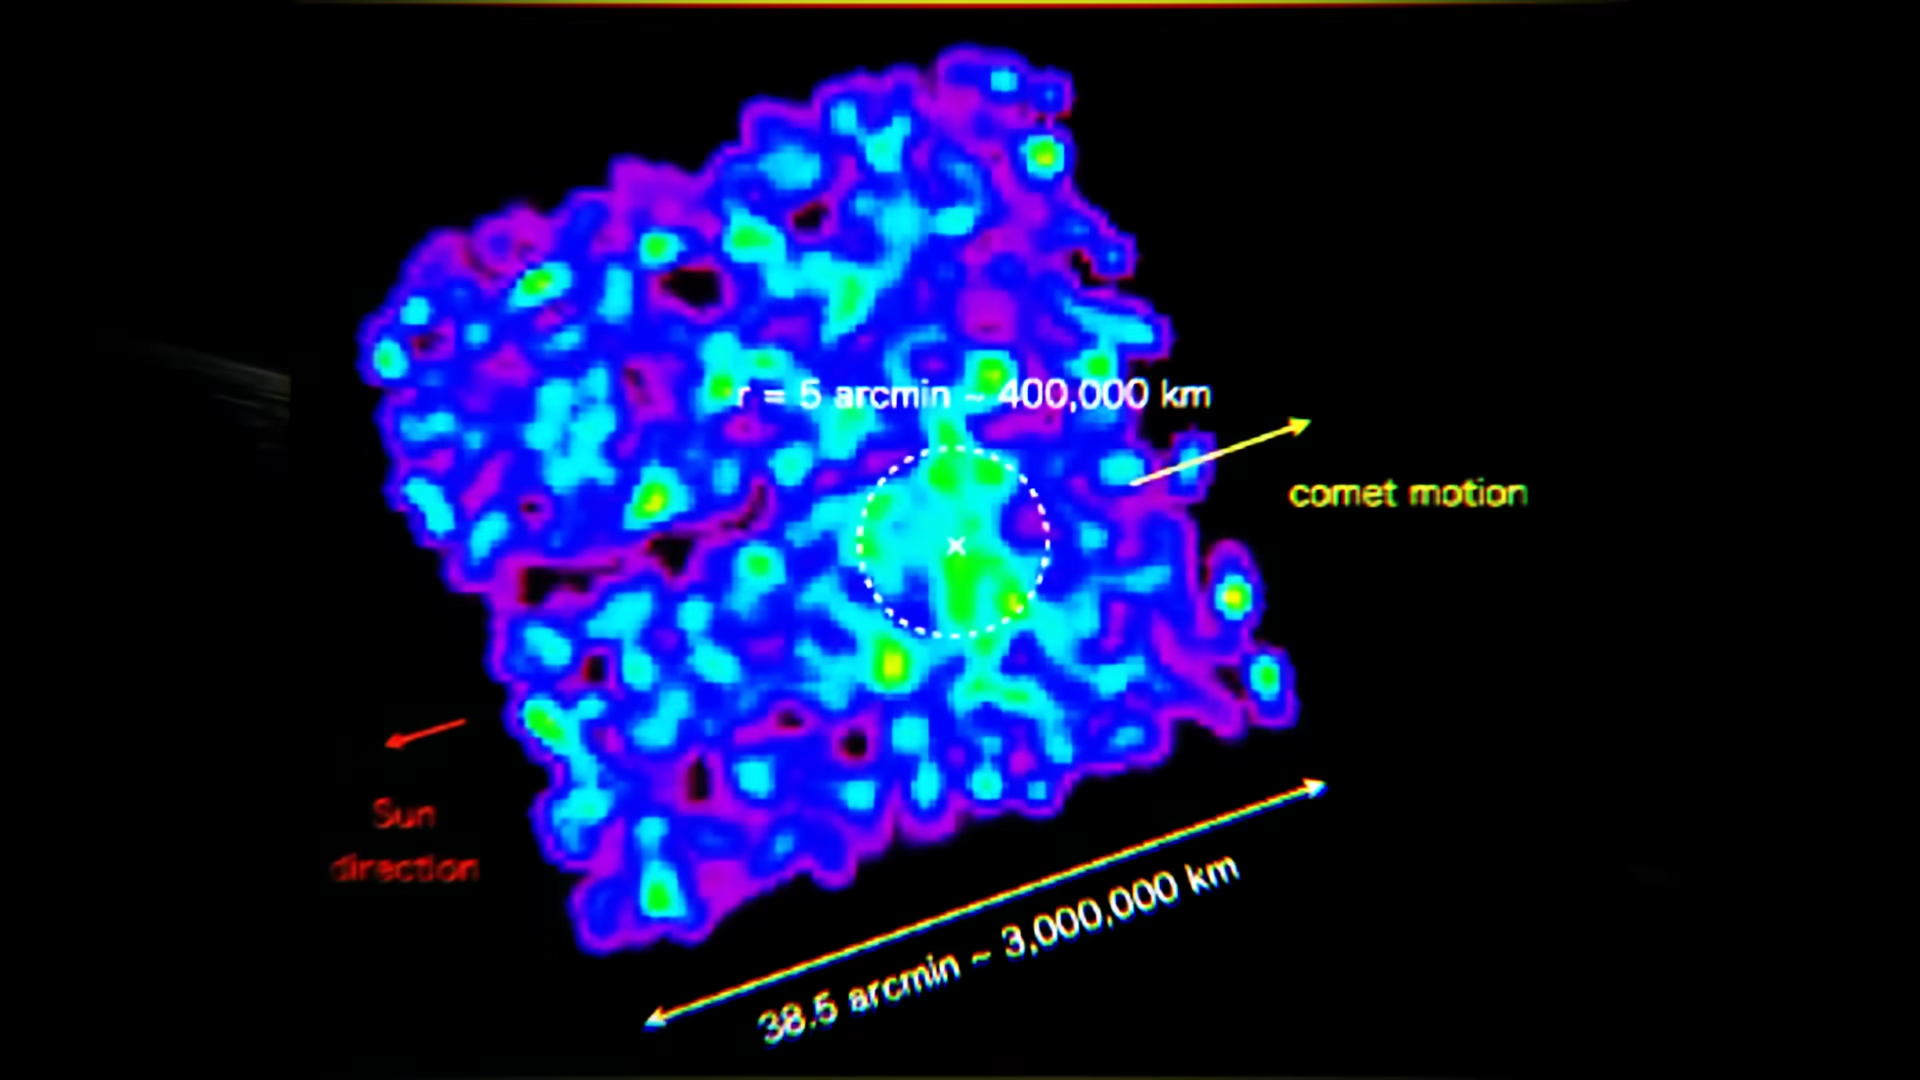 r = 5 arcmin ~ 400,000 km
comet motion
Sun
direction
38.5 arcmin ~ 3,000,000 km